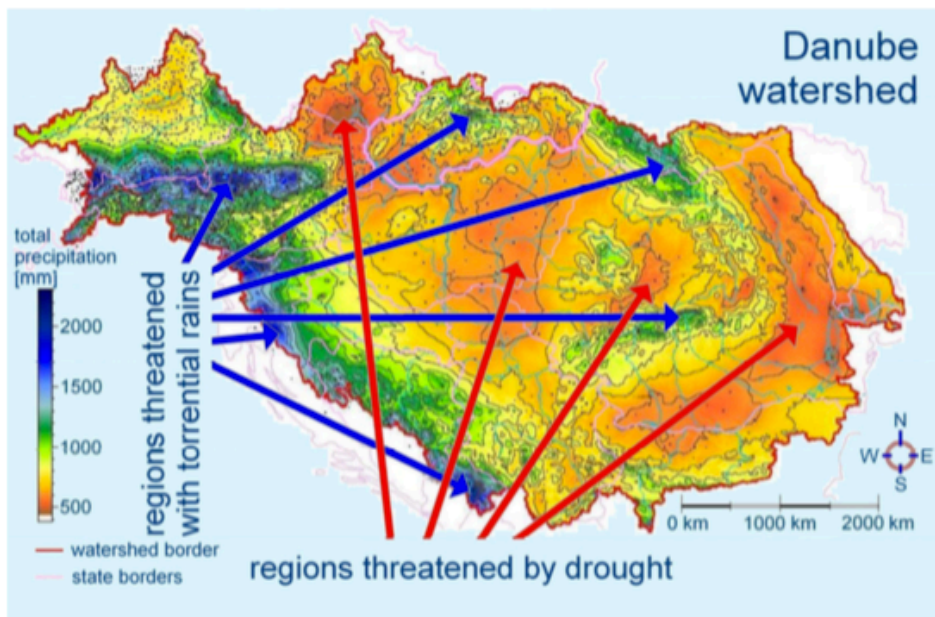 Danube
watershed
total
precipitation
[mm]
2000
1500
1000
500
regions threatened
with torrential rains
watershed border
state borders
regions threatened by drought
N
W E
S
0 km 1000 km 2000 km